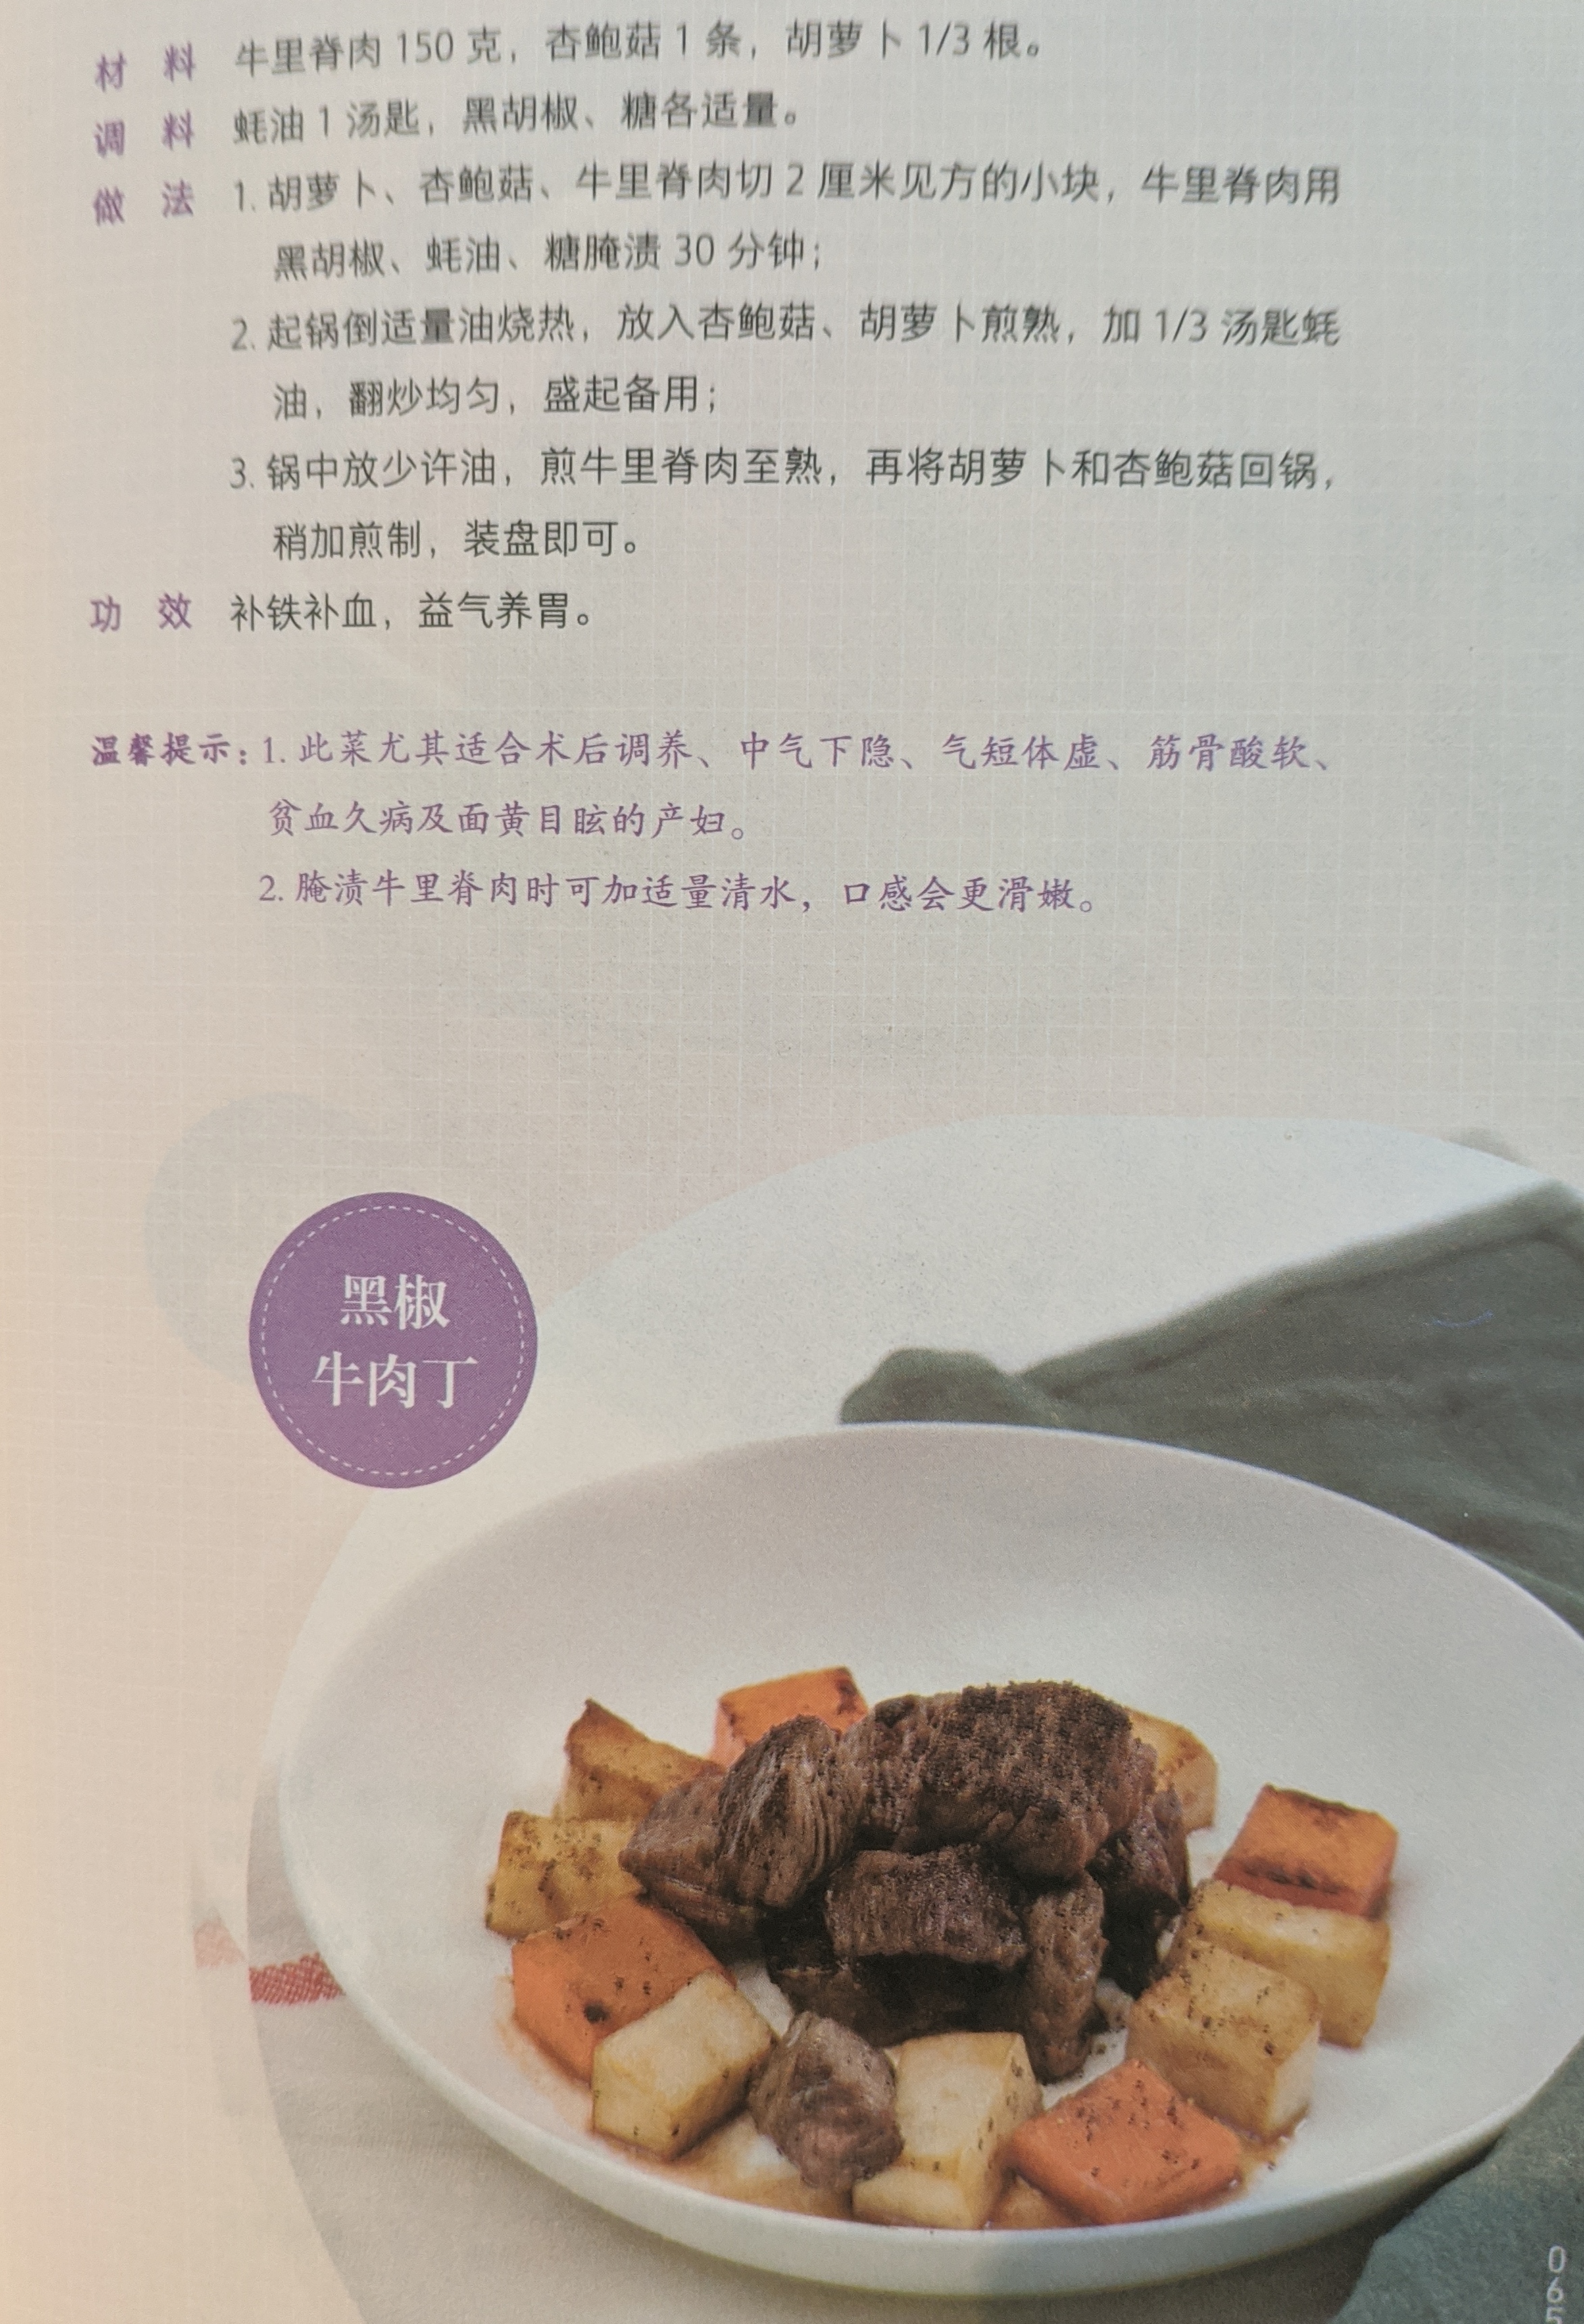 材 料 牛里脊肉 150 克，杏鲍菇 1 条，胡萝卜 1/3 根。
调 料 蚝油 1 汤匙，黑胡椒、糖各适量。
做 法 1. 胡萝卜、杏鲍菇、牛里脊肉切 2 厘米见方的小块，牛里脊肉用
黑胡椒、蚝油、糖腌渍 30 分钟；
2. 起锅倒适量油烧热，放入杏鲍菇、胡萝卜煎熟，加 1/3 汤匙蚝
油，翻炒均匀，盛起备用；
3. 锅中放少许油，煎牛里脊肉至熟，再将胡萝卜和杏鲍菇回锅，
稍加煎制，装盘即可。
功 效 补铁补血，益气养胃。
温馨提示：1. 此菜尤其适合术后调养、中气下隐、气短体虚、筋骨酸软、
贫血久病及面黄目眩的产妇。
2. 腌渍牛里脊肉时可加适量清水，口感会更滑嫩。
黑椒
牛肉丁